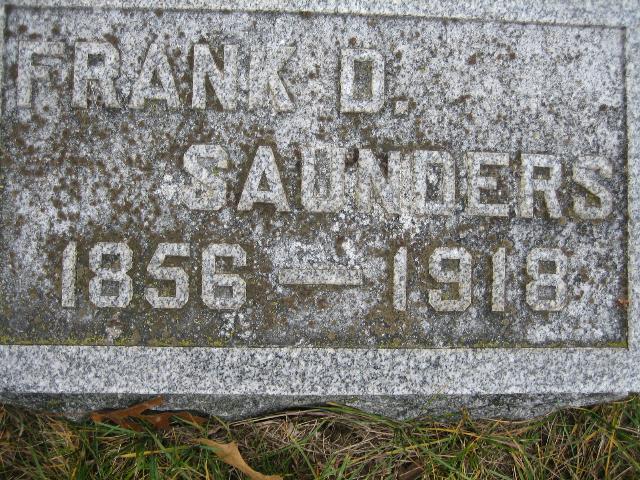 FRANK D.
SAUNDERS
1856 — 1918